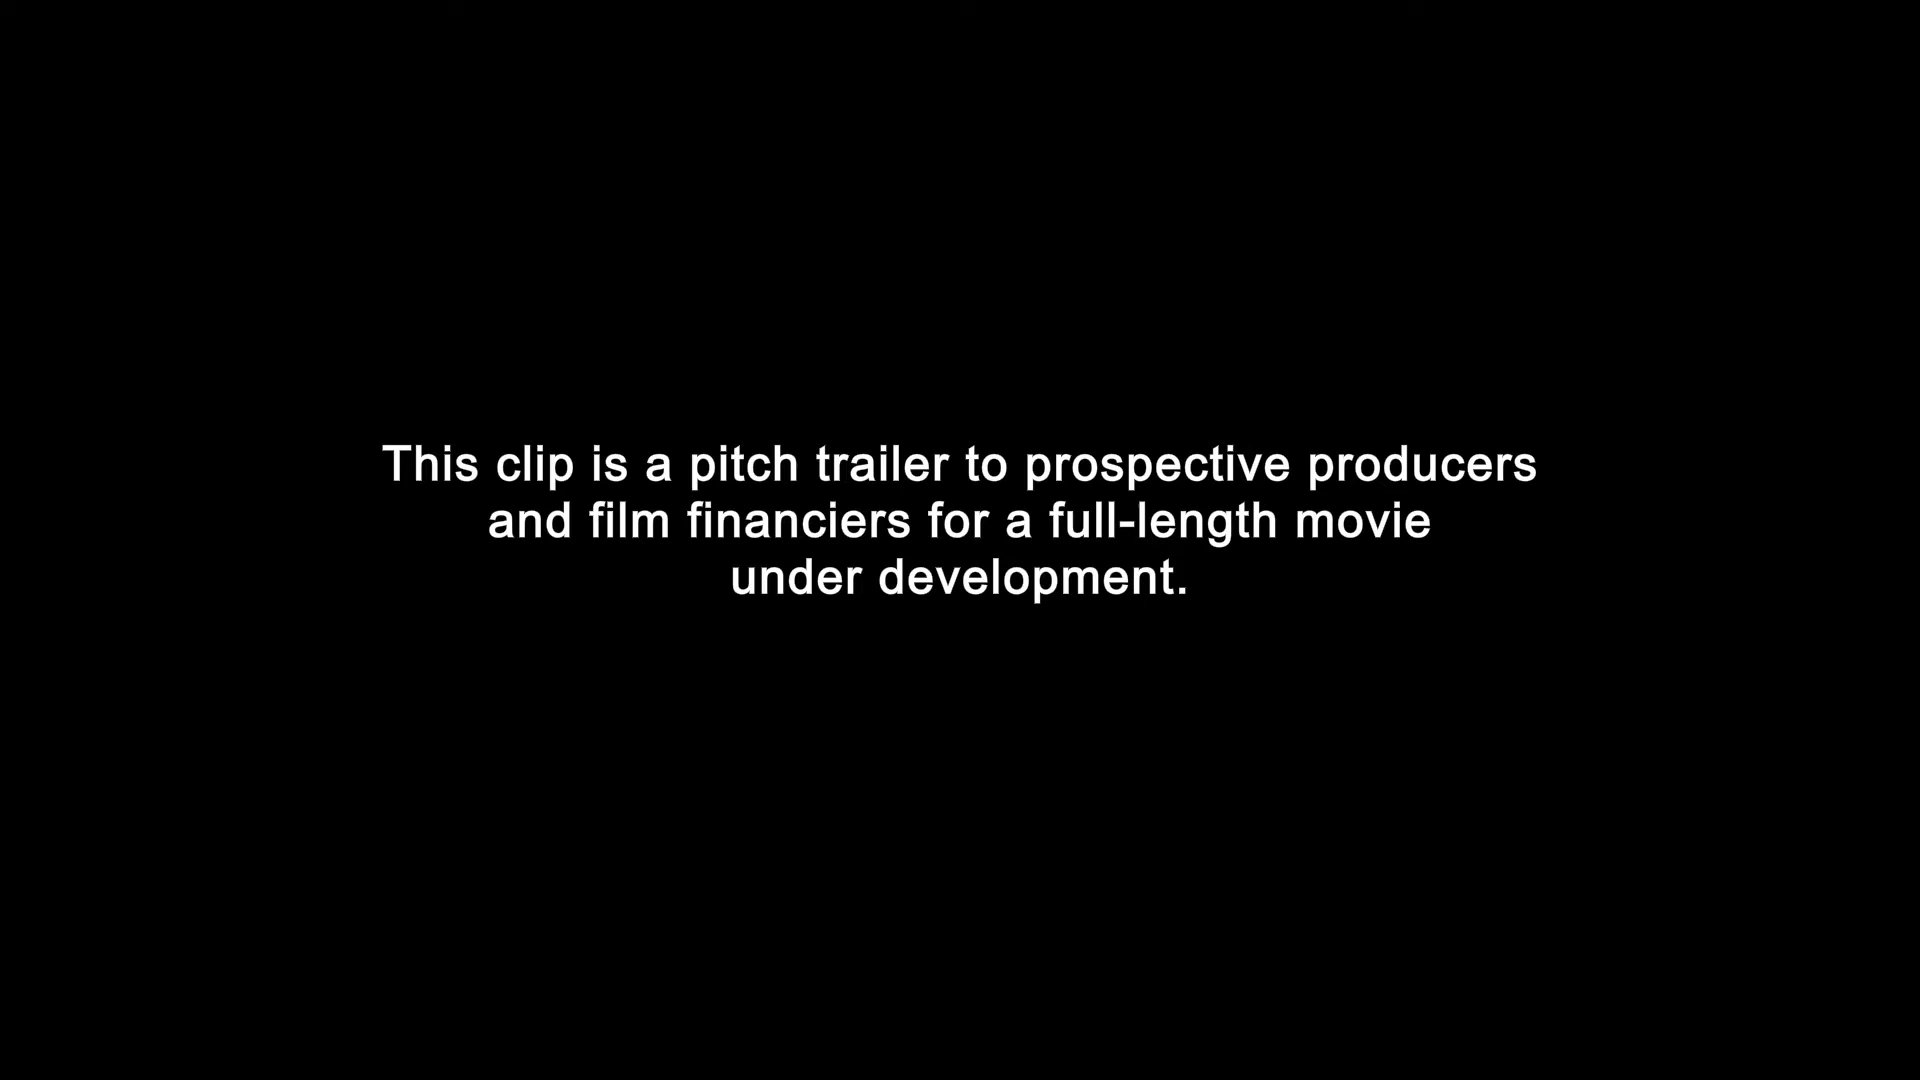 This clip is a pitch trailer to prospective producers
and film financiers for a full-length movie
under development.